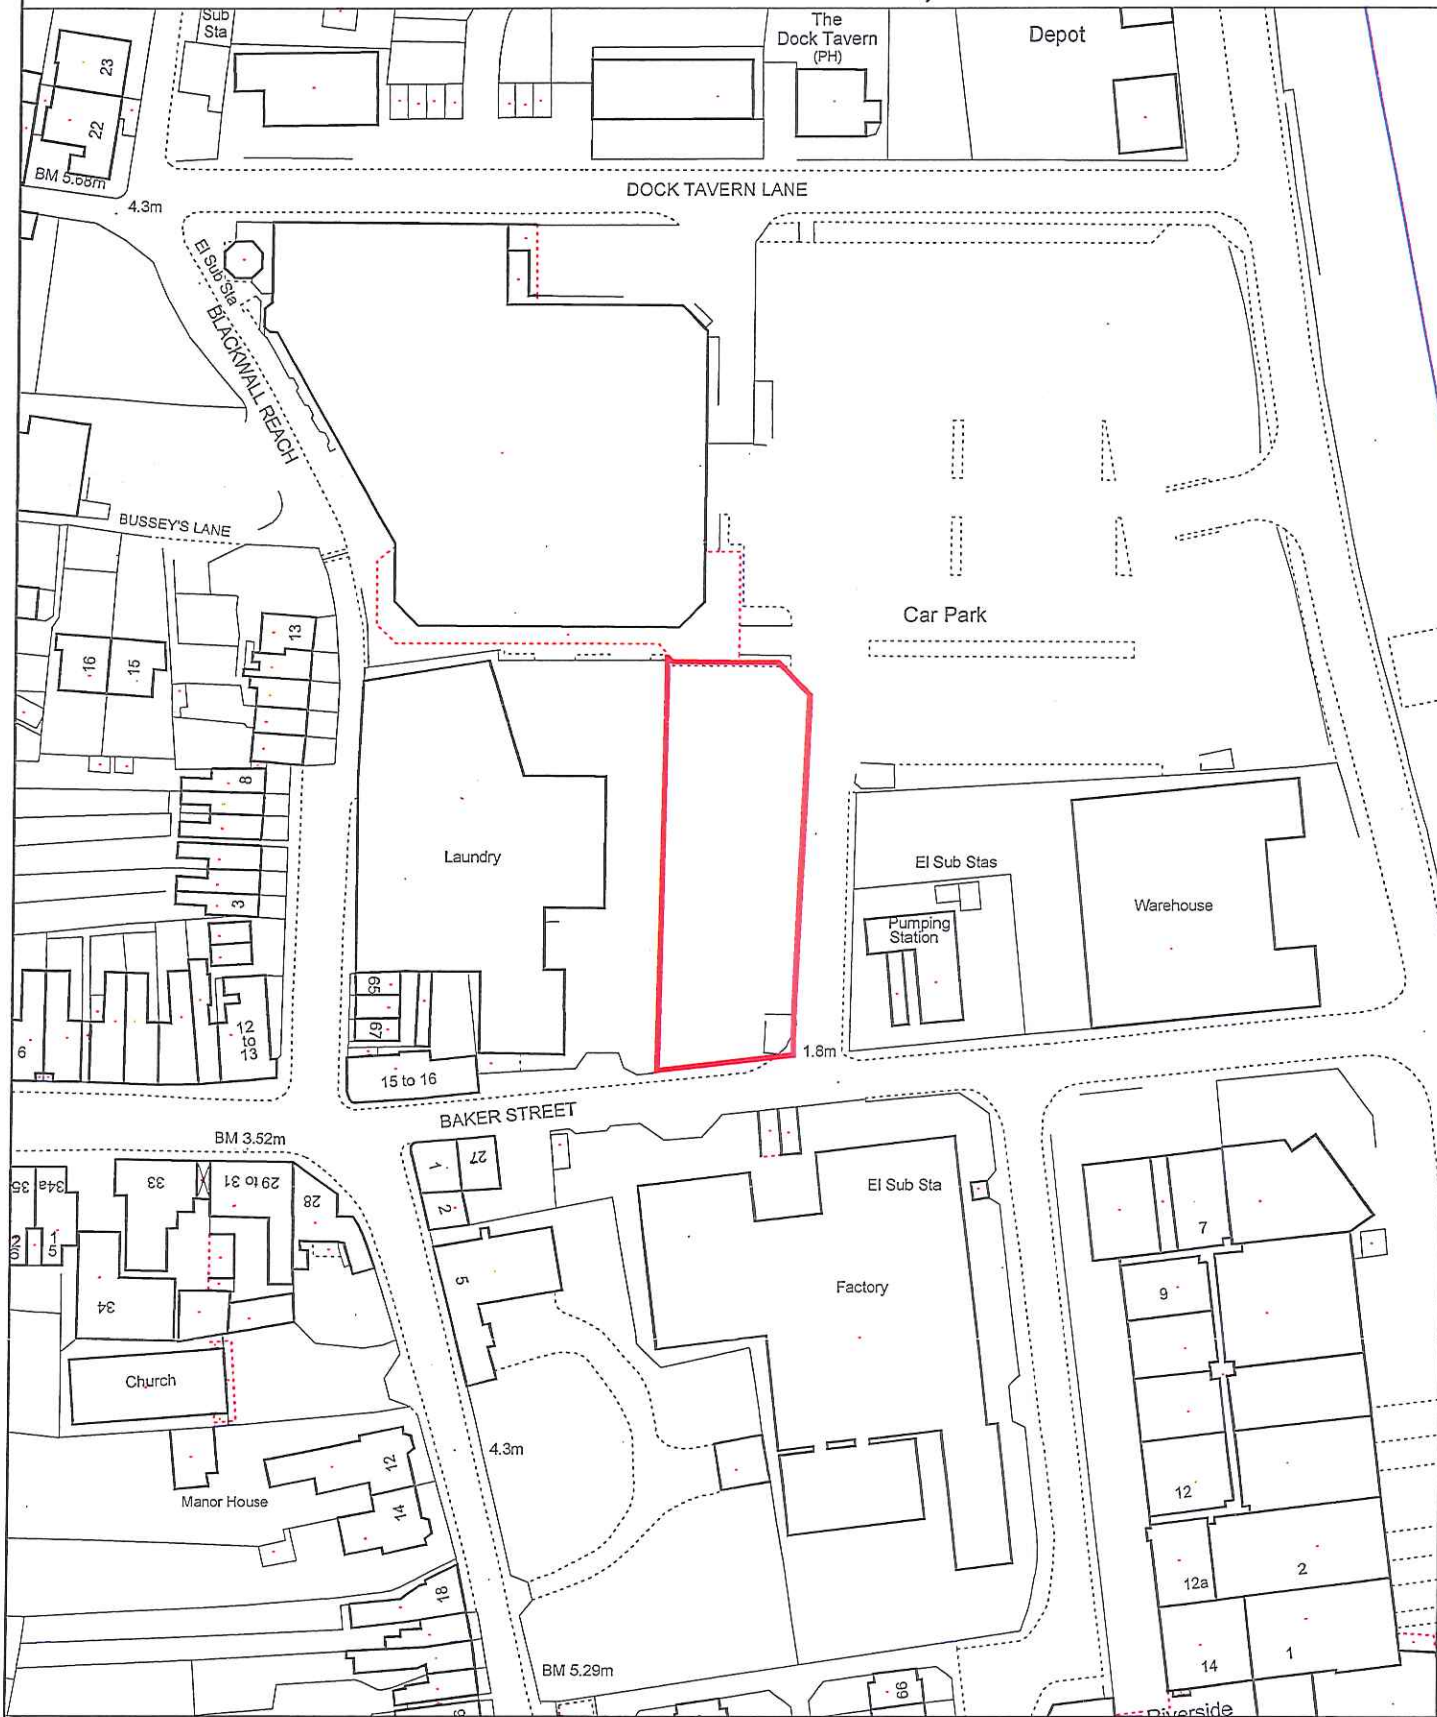 Sub
Sta
The
Dock Tavern
(PH)
Depot
23
22
BM 5.68m
4.3m
DOCK TAVERN LANE
El Sub Sta
BLACKWALL REACH
BUSSEY'S LANE
13
16
15
Car Park
8
Laundry
El Sub Stas
3
Warehouse
Pumping
Station
65
67
12
to
13
6
1.8m
15 to 16
BAKER STREET
BM 3.52m
1
27
2
35
34a
33
29 to 31
28
El Sub Sta
7
1
5
5
34
9
Factory
Church
4.3m
12
Manor House
14
12
18
12a
2
BM 5.29m
14
1
66
Riverside